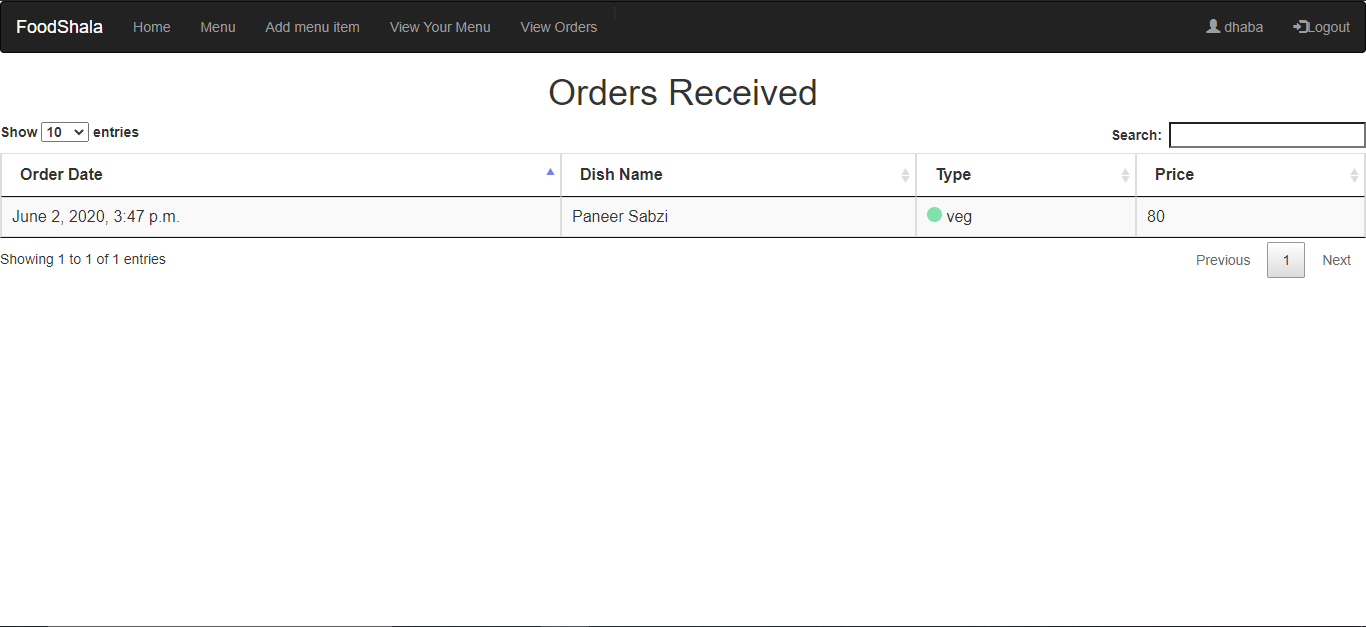 FoodShala Home Menu Add menu item View Your Menu View Orders dhaba Logout
Orders Received
Show 10 entries Search:
Order Date Dish Name Type Price
June 2, 2020, 3:47 p.m. Paneer Sabzi veg 80
Showing 1 to 1 of 1 entries Previous 1 Next